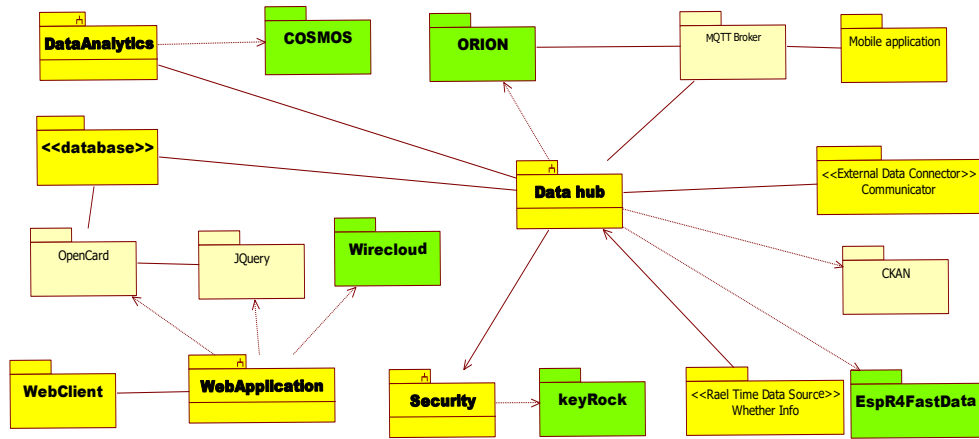 DataAnalytics
COSMOS
ORION
MQTT Broker
Mobile application
<<database>>
Data hub
<<External Data Connector>>
Communicator
OpenCard
JQuery
Wirecloud
CKAN
WebClient
WebApplication
Security
keyRock
<<Rael Time Data Source>>
Whether Info
EspR4FastData